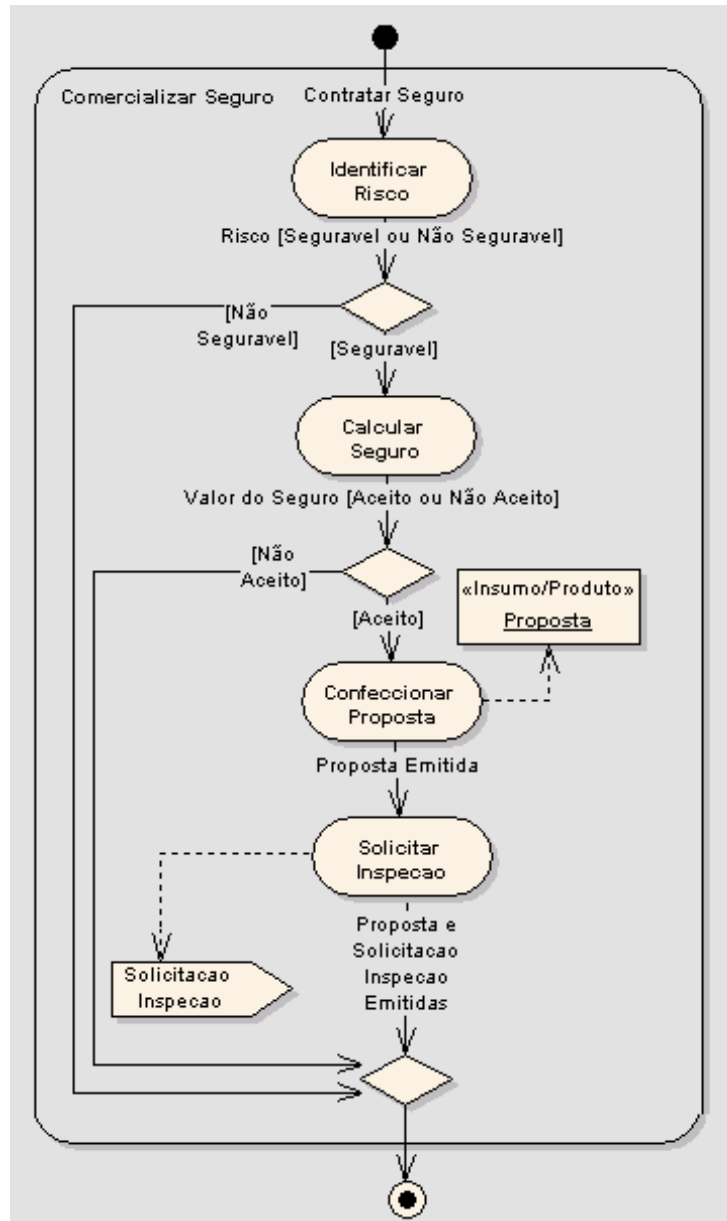 Comercializar Seguro
Contratar Seguro
Identificar
Risco
Risco [Seguravel ou Não Seguravel]
[Não
Seguravel]
[Seguravel]
Calcular
Seguro
Valor do Seguro [Aceito ou Não Aceito]
[Não
Aceito]
[Aceito]
«Insumo/Produto»
Proposta
Confeccionar
Proposta
Proposta Emitida
Solicitar
Inspecao
Solicitacao
Inspecao
Proposta e
Solicitacao
Inspecao
Emitidas